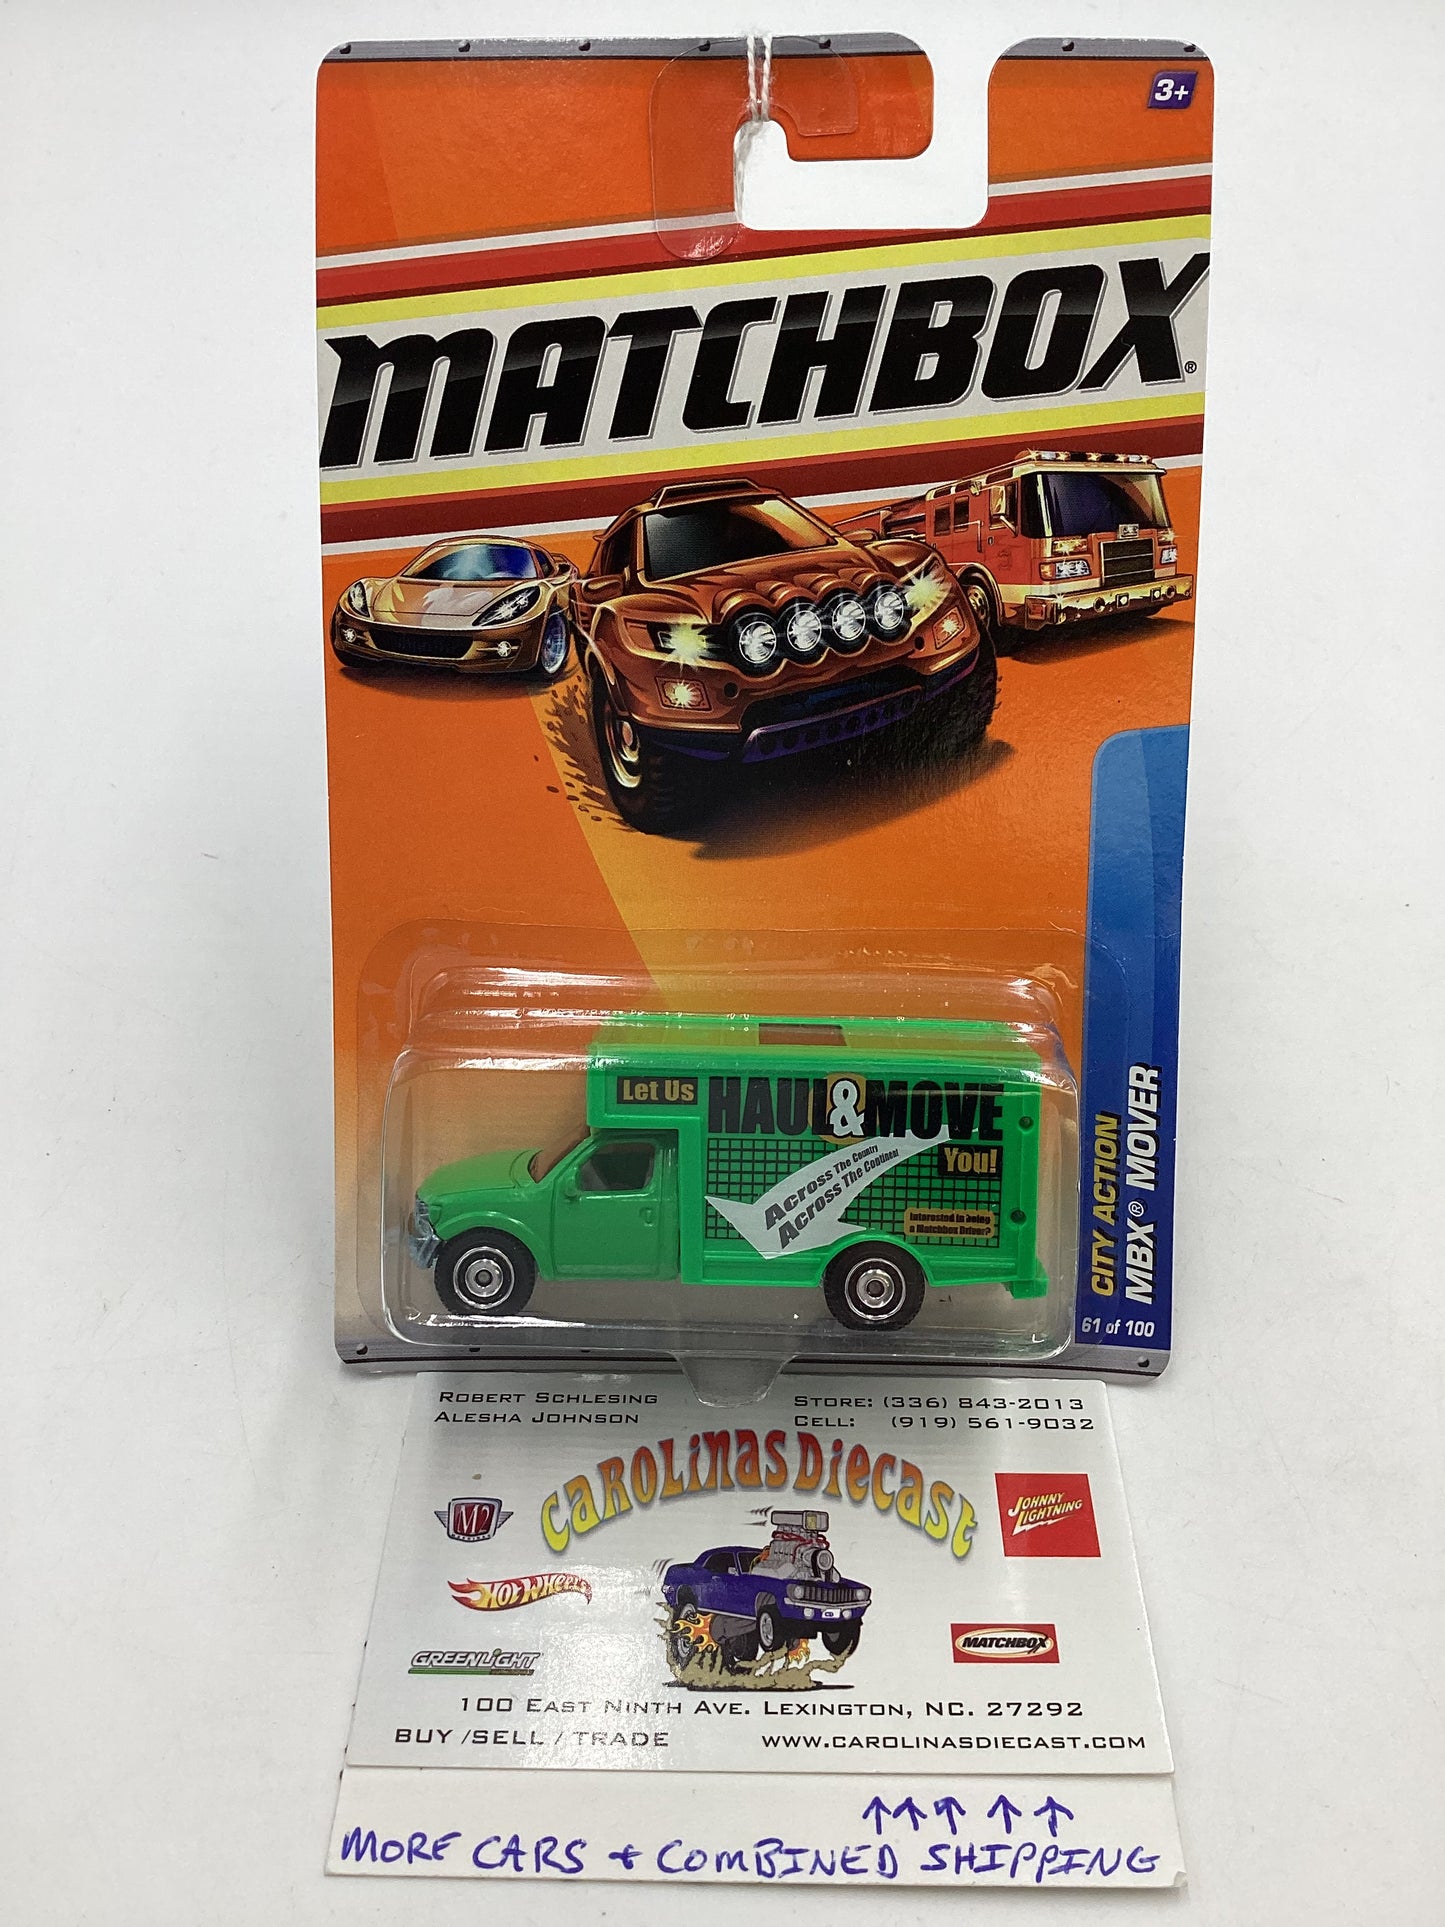 3+
MATCHBOX®
Let Us HAUL & MOVE
You!
Across The Country
Across The Continent
Interested in being
a Matchbox Driver?
CITY ACTION
MBX® MOVER
61 of 100
ROBERT SCHLESING
ALESHA JOHNSON
STORE: (336) 843-2013
CELL: (919) 561-9032
CAROLINAS DIECAST
M2
MACHINES
JOHNNY
LIGHTNING
HOT WHEELS
GREENLIGHT
MATCHBOX
100 EAST NINTH AVE. LEXINGTON, NC. 27292
BUY /SELL / TRADE
WWW.CAROLINASDIECAST.COM
MORE CARS + COMBINED SHIPPING